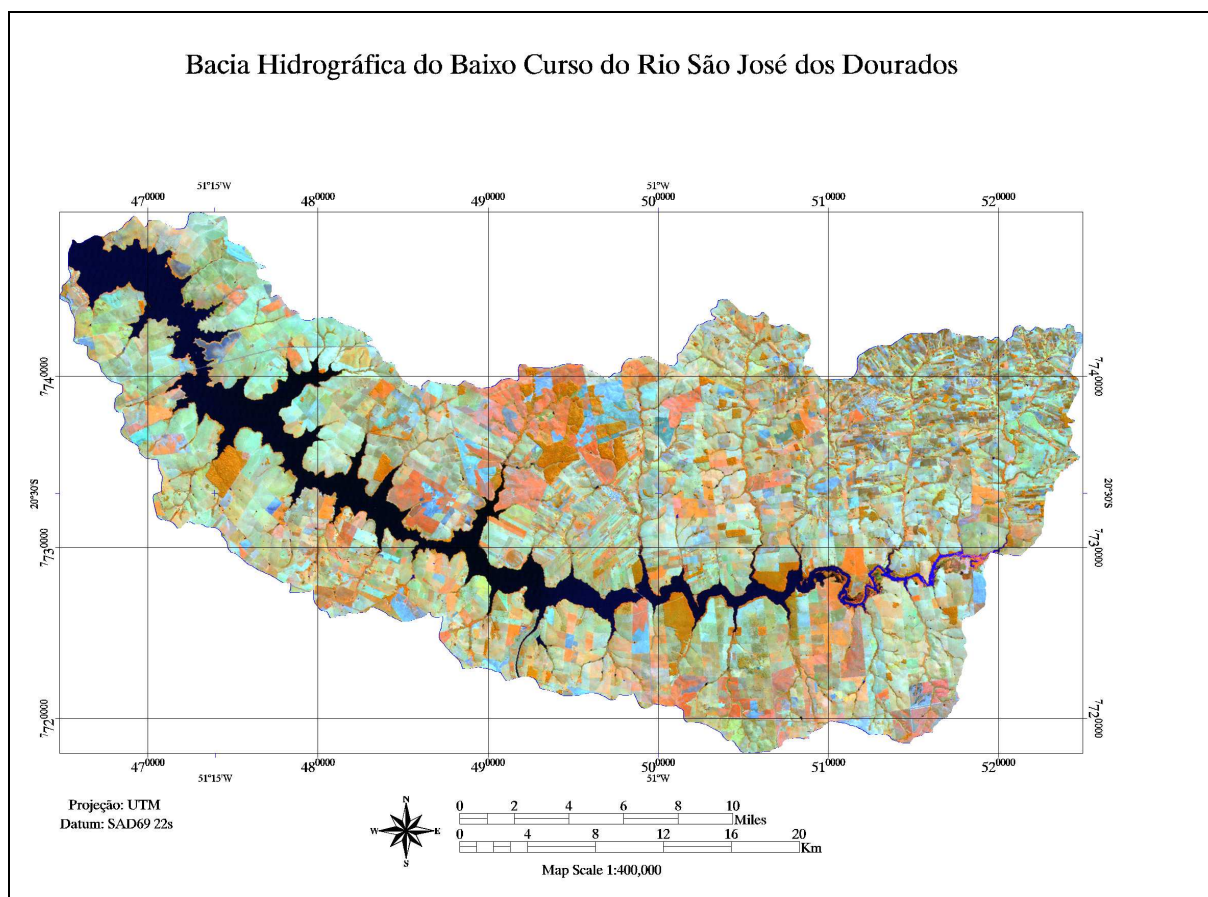 Bacia Hidrográfica do Baixo Curso do Rio São José dos Dourados
51°15'W 51°W
470000 480000 490000 500000 510000 520000
7740000 7740000
20°30'S 20°30'S
7730000 7730000
7720000 7720000
470000 480000 490000 500000 510000 520000
51°15'W 51°W
Projeção: UTM
Datum: SAD69 22s
N
W E
S
0 2 4 6 8 10
Miles
0 4 8 12 16 20
Km
Map Scale 1:400,000